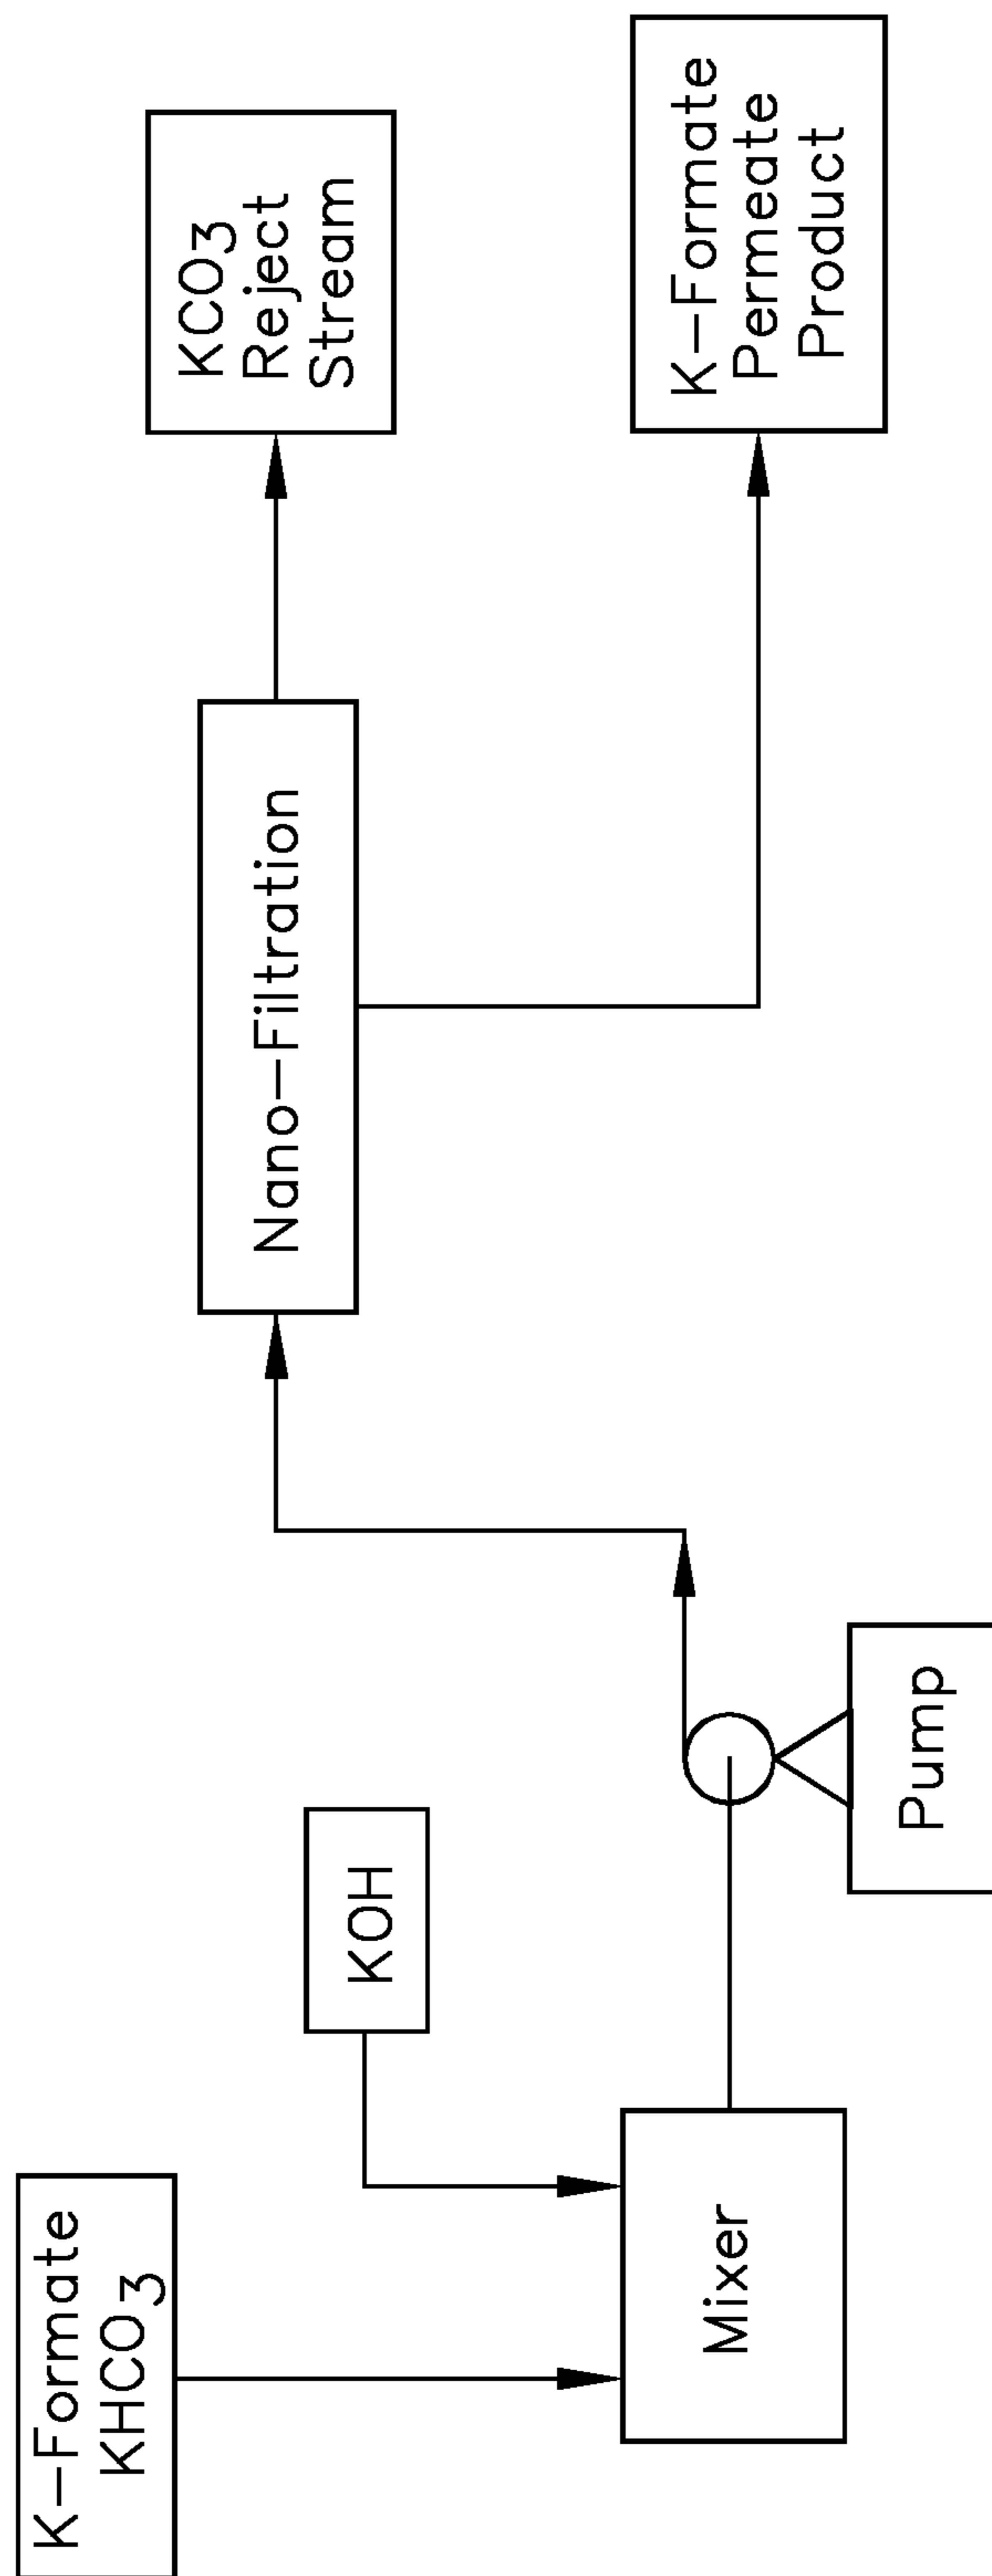 K-Formate
KHCO₃
KOH
Mixer
Pump
Nano-Filtration
KCO₃
Reject
Stream
K-Formate
Permeate
Product